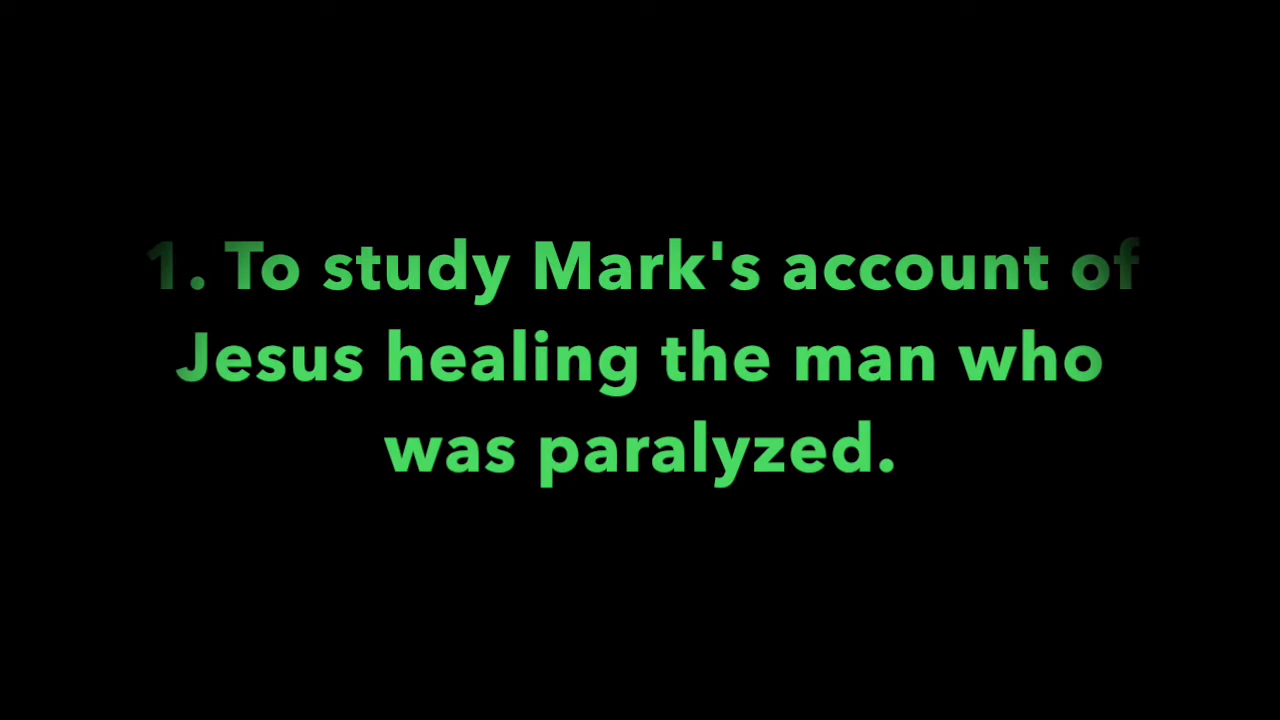 1. To study Mark's account of
Jesus healing the man who
was paralyzed.